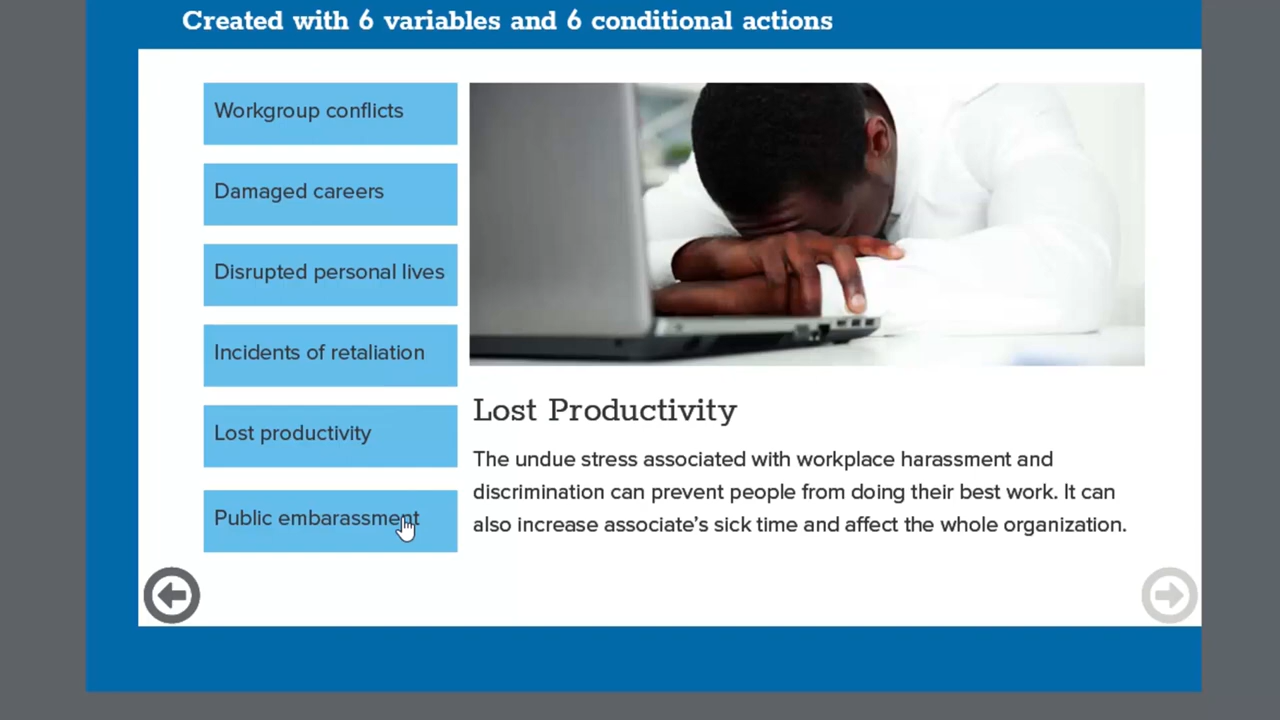 Created with 6 variables and 6 conditional actions
Workgroup conflicts
Damaged careers
Disrupted personal lives
Incidents of retaliation
Lost productivity
Public embarassment
Lost Productivity
The undue stress associated with workplace harassment and
discrimination can prevent people from doing their best work. It can
also increase associate’s sick time and affect the whole organization.